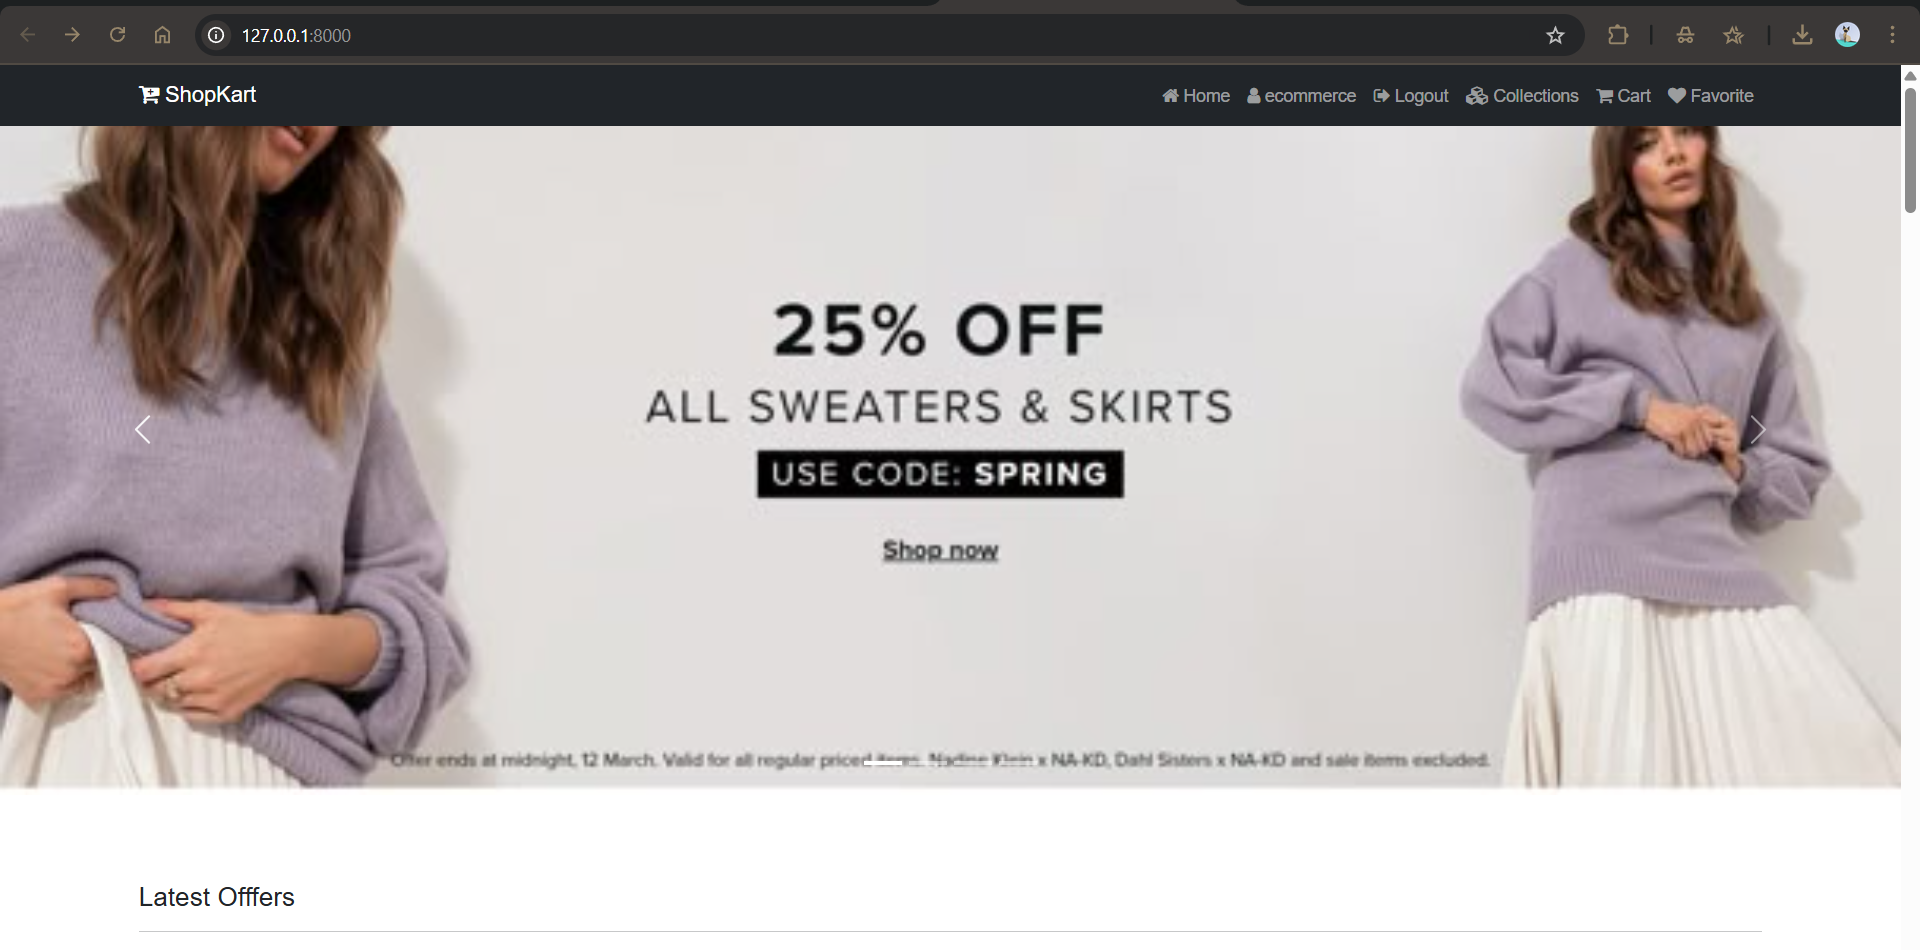 127.0.0.1:8000
ShopKart
Home ecommerce Logout Collections Cart Favorite
25% OFF
ALL SWEATERS & SKIRTS
USE CODE: SPRING
Shop now
Offer ends at midnight, 12 March. Valid for all regular priced items. Nadine Klein x NA-KD, Dahl Sisters x NA-KD and sale items excluded.
Latest Offfers